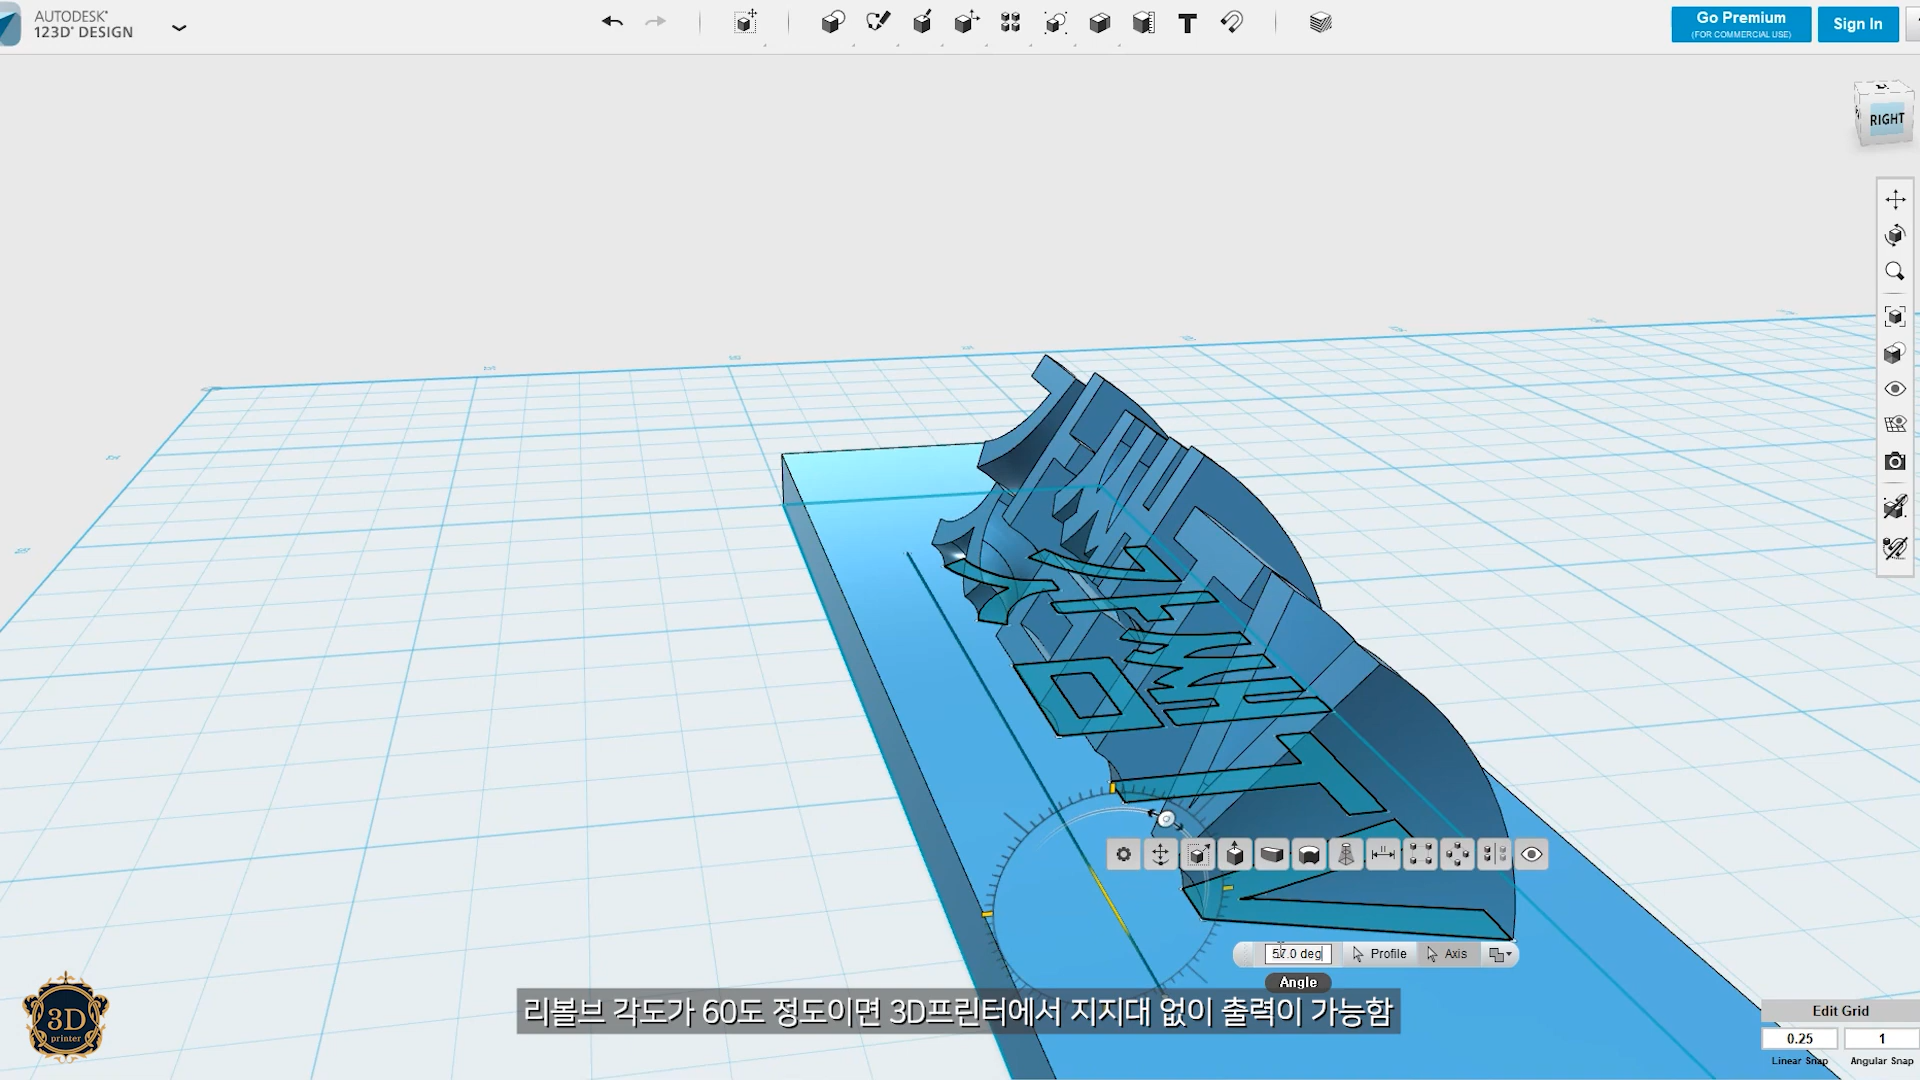 AUTODESK®
123D® DESIGN
Go Premium
(FOR COMMERCIAL USE)
Sign In
RIGHT
57.0 deg
Profile
Axis
Angle
리볼브 각도가 60도 정도이면 3D프린터에서 지지대 없이 출력이 가능함
3D
printer
Edit Grid
0.25
1
Linear Snap
Angular Snap